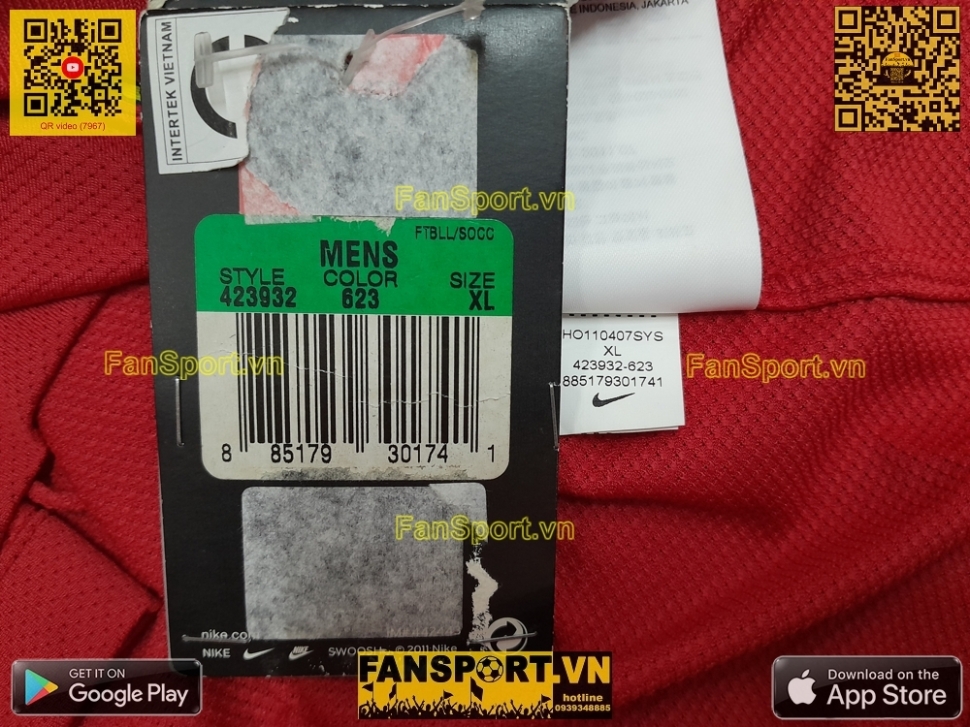 QR video (7967)
INTERTEK VIETNAM
INDONESIA, JAKARTA
FanSport.vn
FTBLL/SOCC
MENS
STYLE COLOR SIZE
423932 623 XL
HO110407SYS
XL
423932-623
885179301741
FanSport.vn
FanSport.vn
8 85179 30174 1
FanSport.vn
nike.co
NIKE SWOOSH © 2011 Nike
GET IT ON
Google Play
FANSPORT.VN
hotline
0939348885
Download on the
App Store